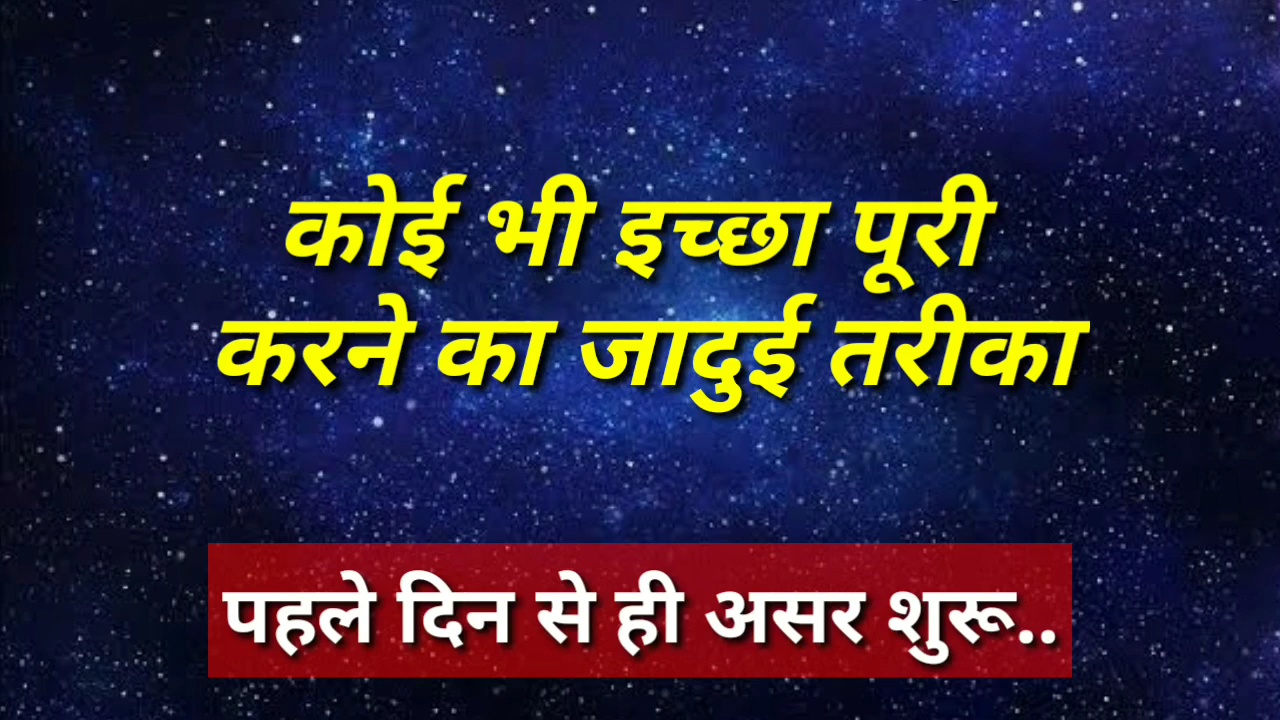 कोई भी इच्छा पूरी
करने का जादुई तरीका
पहले दिन से ही असर शुरू..